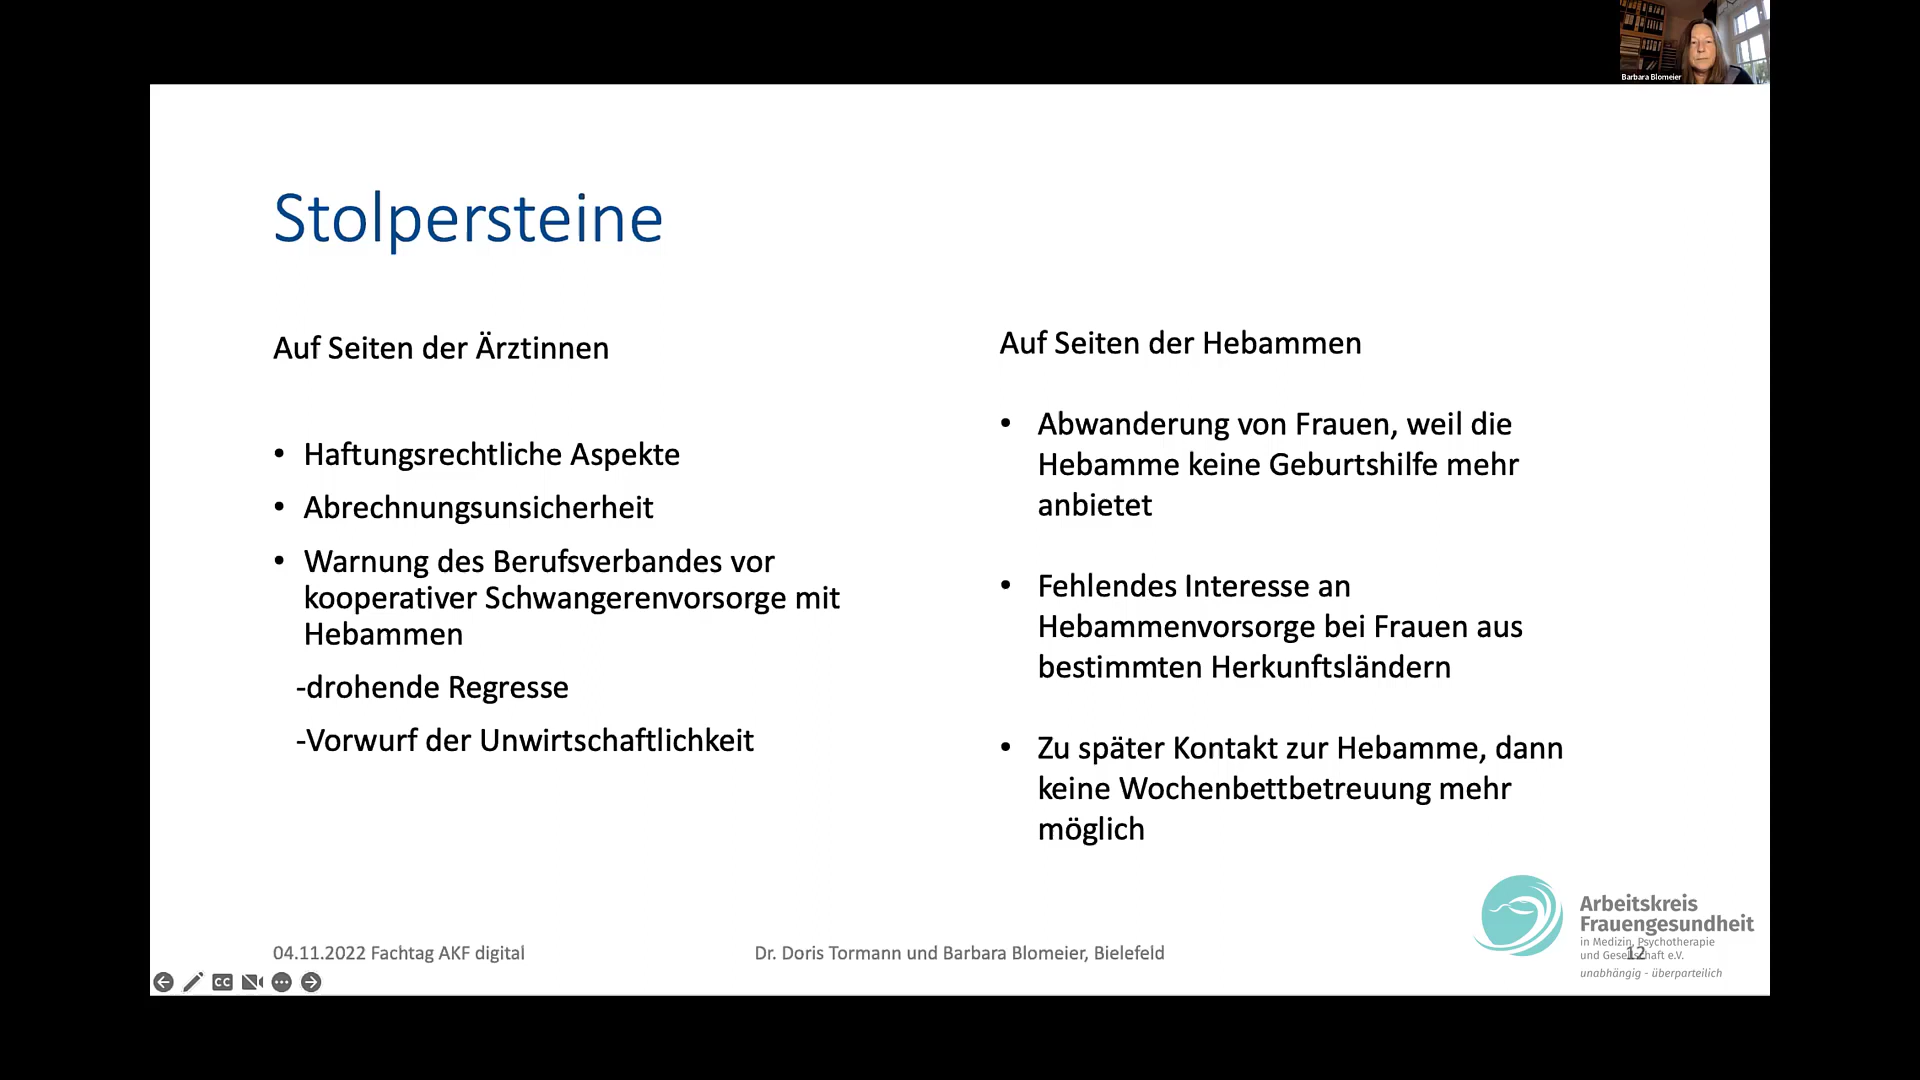 Barbara Blomeier
Stolpersteine
Auf Seiten der Ärztinnen
• Haftungsrechtliche Aspekte
• Abrechnungsunsicherheit
• Warnung des Berufsverbandes vor
kooperativer Schwangerenvorsorge mit
Hebammen
-drohende Regresse
-Vorwurf der Unwirtschaftlichkeit
Auf Seiten der Hebammen
• Abwanderung von Frauen, weil die
Hebamme keine Geburtshilfe mehr
anbietet
• Fehlendes Interesse an
Hebammenvorsorge bei Frauen aus
bestimmten Herkunftsländern
• Zu später Kontakt zur Hebamme, dann
keine Wochenbettbetreuung mehr
möglich
Arbeitskreis
Frauengesundheit
in Medizin, Psychotherapie
und Gesellschaft e.V.
unabhängig - überparteilich
04.11.2022 Fachtag AKF digital
Dr. Doris Tormann und Barbara Blomeier, Bielefeld
12
CC